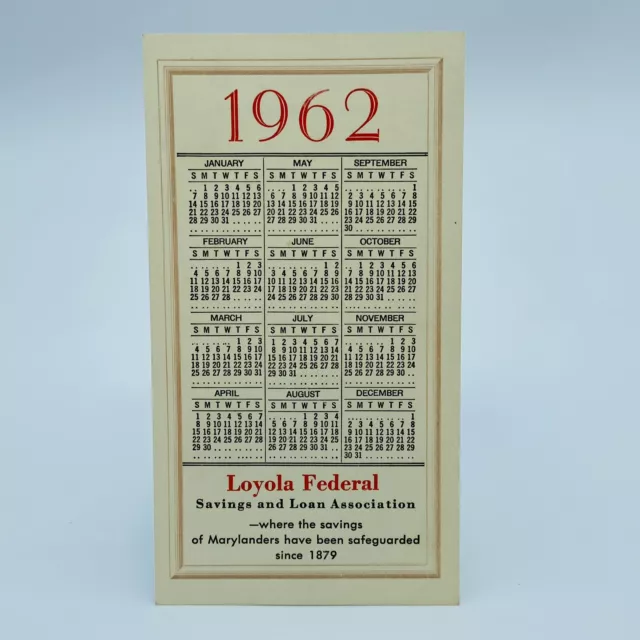 1962
JANUARY
S M T W T F S
1 2 3 4 5 6
7 8 9 10 11 12 13
14 15 16 17 18 19 20
21 22 23 24 25 26 27
28 29 30 31
MAY
S M T W T F S
1 2 3 4 5
6 7 8 9 10 11 12
13 14 15 16 17 18 19
20 21 22 23 24 25 26
27 28 29 30 31
SEPTEMBER
S M T W T F S
1
2 3 4 5 6 7 8
9 10 11 12 13 14 15
16 17 18 19 20 21 22
23 24 25 26 27 28 29
30
FEBRUARY
S M T W T F S
1 2 3
4 5 6 7 8 9 10
11 12 13 14 15 16 17
18 19 20 21 22 23 24
25 26 27 28
JUNE
S M T W T F S
1 2
3 4 5 6 7 8 9
10 11 12 13 14 15 16
17 18 19 20 21 22 23
24 25 26 27 28 29 30
OCTOBER
S M T W T F S
1 2 3 4 5 6
7 8 9 10 11 12 13
14 15 16 17 18 19 20
21 22 23 24 25 26 27
28 29 30 31
MARCH
S M T W T F S
1 2 3
4 5 6 7 8 9 10
11 12 13 14 15 16 17
18 19 20 21 22 23 24
25 26 27 28 29 30 31
JULY
S M T W T F S
1 2 3 4 5 6 7
8 9 10 11 12 13 14
15 16 17 18 19 20 21
22 23 24 25 26 27 28
29 30 31
NOVEMBER
S M T W T F S
1 2 3
4 5 6 7 8 9 10
11 12 13 14 15 16 17
18 19 20 21 22 23 24
25 26 27 28 29 30
APRIL
S M T W T F S
1 2 3 4 5 6 7
8 9 10 11 12 13 14
15 16 17 18 19 20 21
22 23 24 25 26 27 28
29 30
AUGUST
S M T W T F S
1 2 3 4
5 6 7 8 9 10 11
12 13 14 15 16 17 18
19 20 21 22 23 24 25
26 27 28 29 30 31
DECEMBER
S M T W T F S
1
2 3 4 5 6 7 8
9 10 11 12 13 14 15
16 17 18 19 20 21 22
23 24 25 26 27 28 29
30 31
Loyola Federal
Savings and Loan Association
—where the savings
of Marylanders have been safeguarded
since 1879